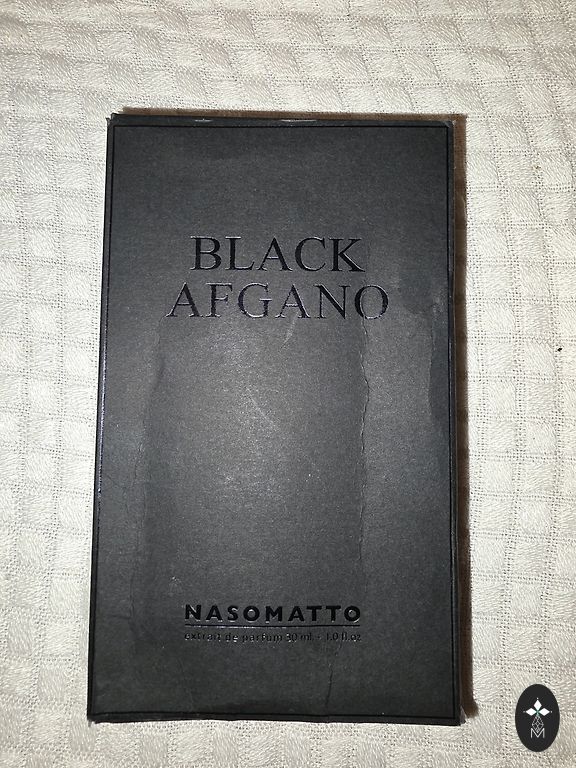 BLACK
AFGANO
NASOMATTO
extrait de parfum 30 ml. - 1.0 fl oz
M